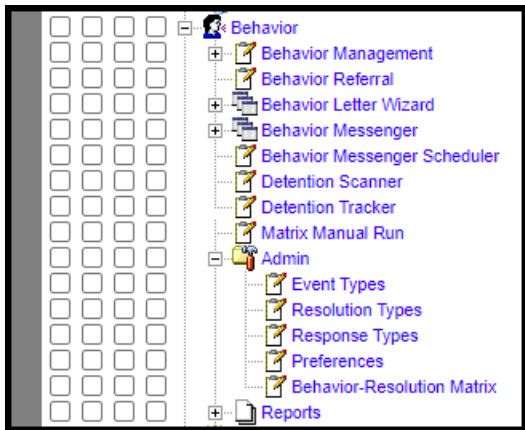 Behavior
Behavior Management
Behavior Referral
Behavior Letter Wizard
Behavior Messenger
Behavior Messenger Scheduler
Detention Scanner
Detention Tracker
Matrix Manual Run
Admin
Event Types
Resolution Types
Response Types
Preferences
Behavior-Resolution Matrix
Reports